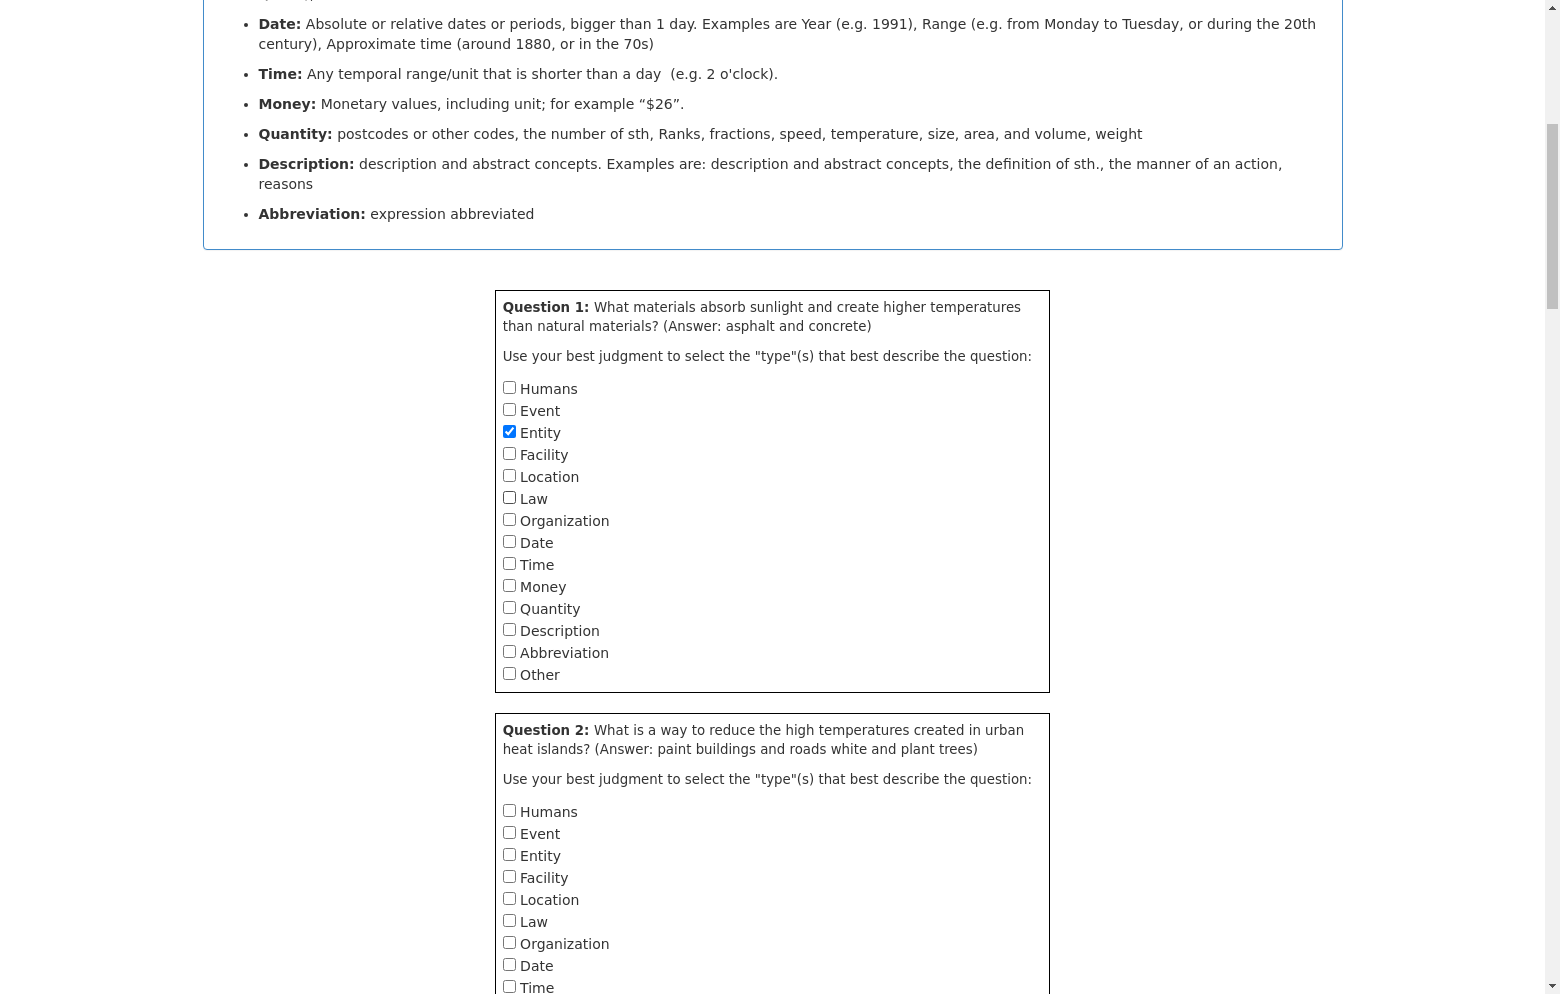 Date: Absolute or relative dates or periods, bigger than 1 day. Examples are Year (e.g. 1991), Range (e.g. from Monday to Tuesday, or during the 20th
century), Approximate time (around 1880, or in the 70s)
Time: Any temporal range/unit that is shorter than a day (e.g. 2 o'clock).
Money: Monetary values, including unit; for example “$26”.
Quantity: postcodes or other codes, the number of sth, Ranks, fractions, speed, temperature, size, area, and volume, weight
Description: description and abstract concepts. Examples are: description and abstract concepts, the definition of sth., the manner of an action,
reasons
Abbreviation: expression abbreviated
Question 1: What materials absorb sunlight and create higher temperatures
than natural materials? (Answer: asphalt and concrete)
Use your best judgment to select the "type"(s) that best describe the question:
Humans
Event
Entity
Facility
Location
Law
Organization
Date
Time
Money
Quantity
Description
Abbreviation
Other
Question 2: What is a way to reduce the high temperatures created in urban
heat islands? (Answer: paint buildings and roads white and plant trees)
Use your best judgment to select the "type"(s) that best describe the question:
Humans
Event
Entity
Facility
Location
Law
Organization
Date
Time